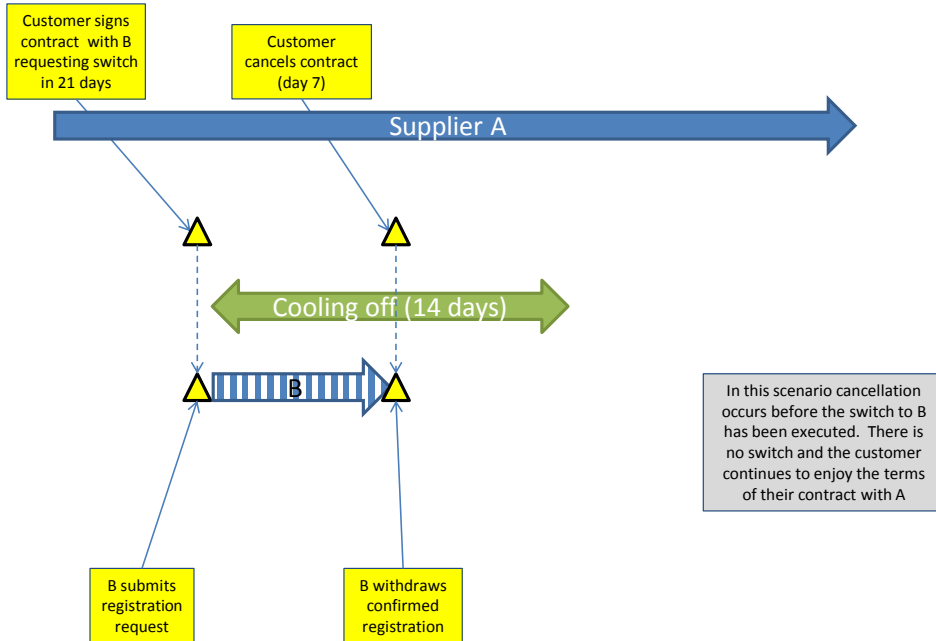 Customer signs
contract with B
requesting switch
in 21 days
Customer
cancels contract
(day 7)
Supplier A
Cooling off (14 days)
B
In this scenario cancellation
occurs before the switch to B
has been executed. There is
no switch and the customer
continues to enjoy the terms
of their contract with A
B submits
registration
request
B withdraws
confirmed
registration